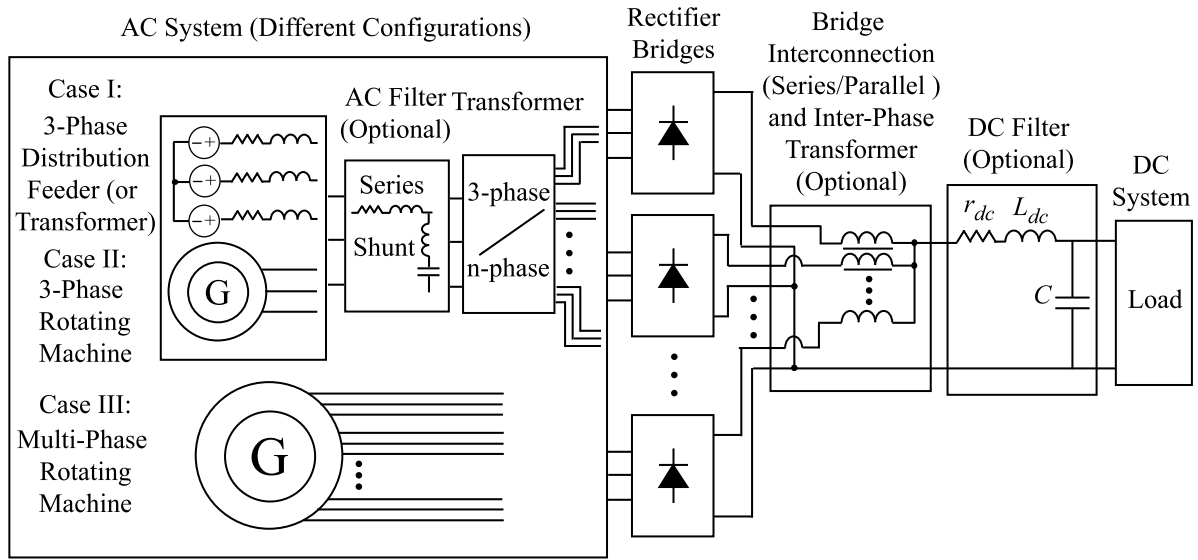 AC System (Different Configurations)
Case I:
3-Phase
Distribution
Feeder (or
Transformer)
Case II:
3-Phase
Rotating
Machine
− +
− +
− +
G
AC Filter
(Optional)
Series
Shunt
Transformer
3-phase
n-phase
Case III:
Multi-Phase
Rotating
Machine
G
Rectifier
Bridges
Bridge
Interconnection
(Series/Parallel )
and Inter-Phase
Transformer
(Optional)
DC Filter
(Optional)
r_dc L_dc
C
DC
System
Load